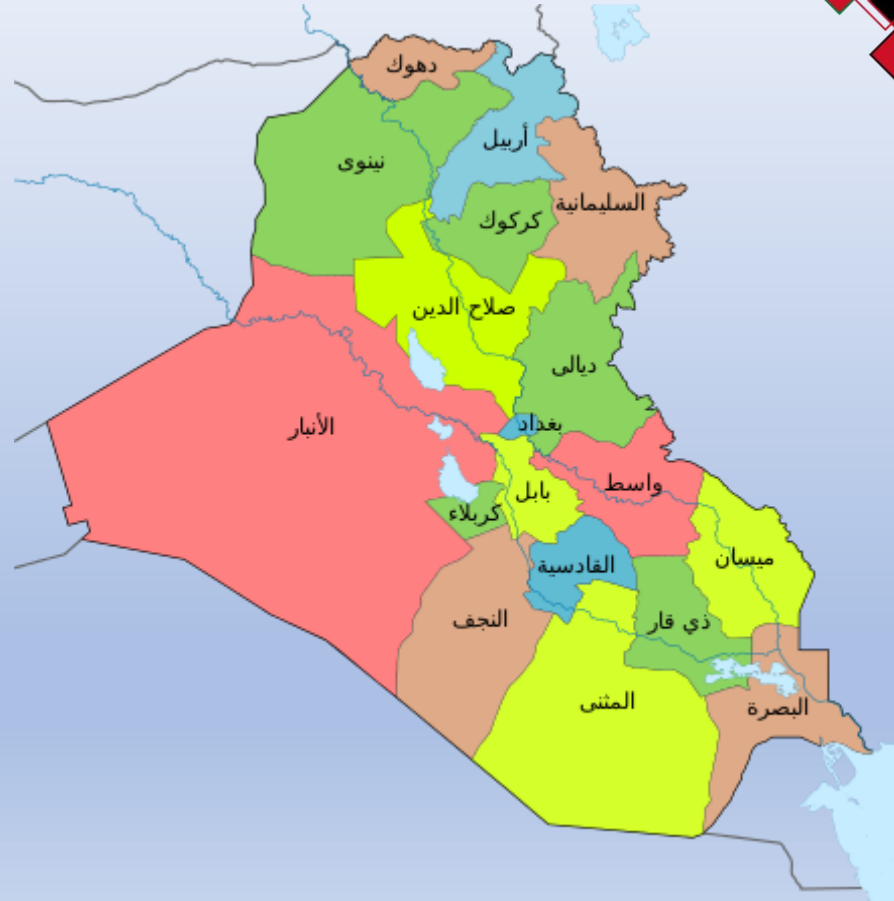 دهوك
أربيل
نينوى
السليمانية
كركوك
صلاح الدين
ديالى
بغداد
الأنبار
واسط
بابل
كربلاء
ميسان
القادسية
النجف
ذي قار
المثنى
البصرة